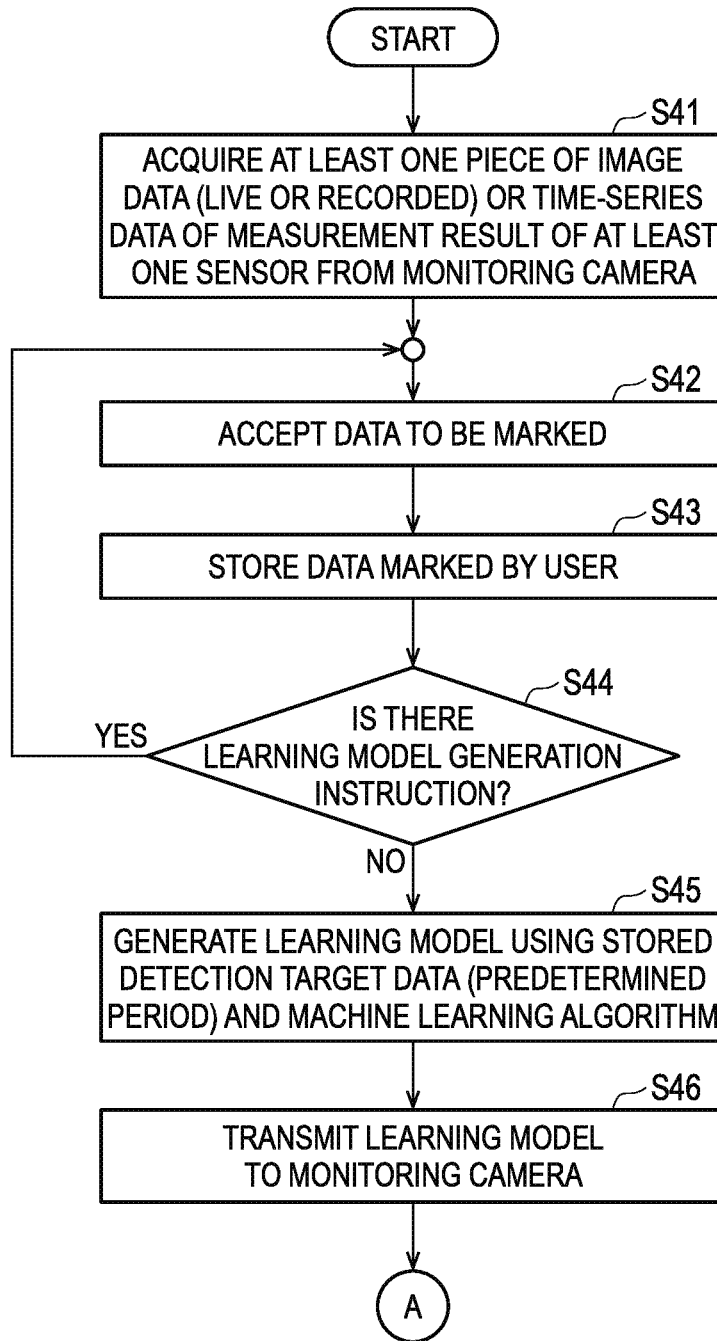 START
S41
ACQUIRE AT LEAST ONE PIECE OF IMAGE
DATA (LIVE OR RECORDED) OR TIME-SERIES
DATA OF MEASUREMENT RESULT OF AT LEAST
ONE SENSOR FROM MONITORING CAMERA
S42
ACCEPT DATA TO BE MARKED
S43
STORE DATA MARKED BY USER
S44
IS THERE
LEARNING MODEL GENERATION
INSTRUCTION?
YES
NO
S45
GENERATE LEARNING MODEL USING STORED
DETECTION TARGET DATA (PREDETERMINED
PERIOD) AND MACHINE LEARNING ALGORITHM
S46
TRANSMIT LEARNING MODEL
TO MONITORING CAMERA
A